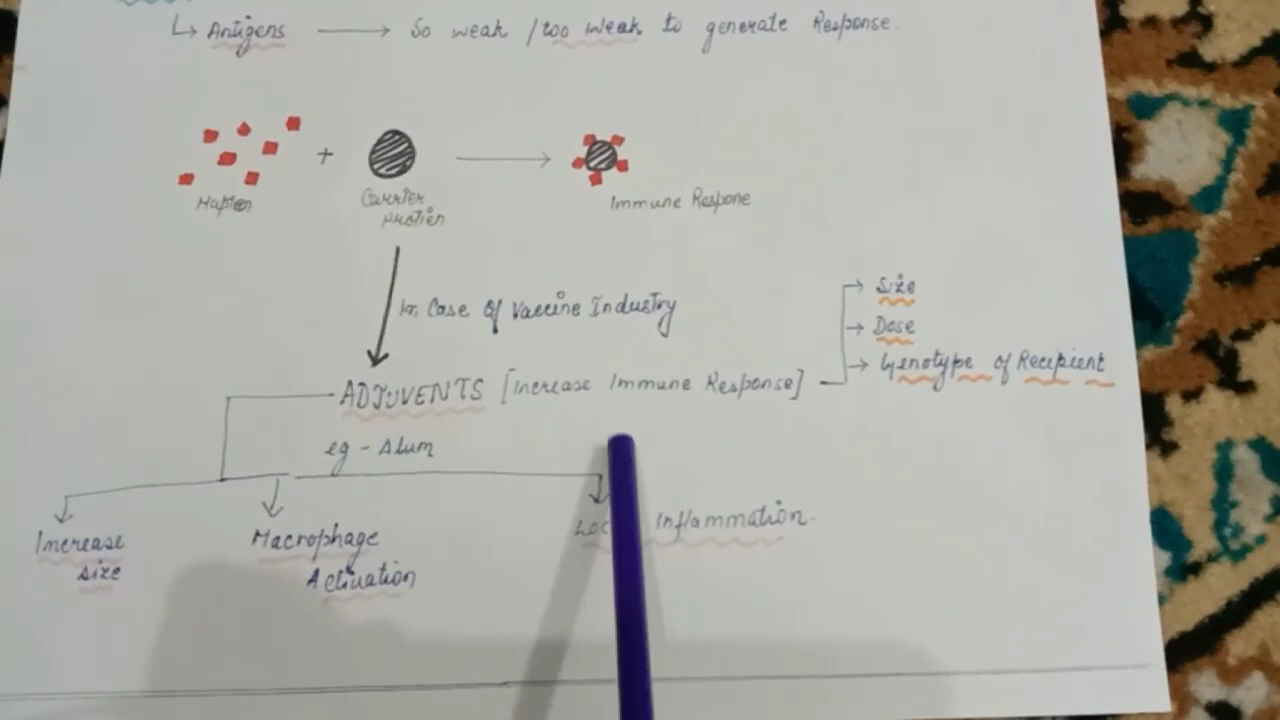 ↳ Antigens → So weak / too weak to generate Response.
+
Hapten
Carrier
protien
Immune Respone
In Case Of Vaccine Industry
→ Size
→ Dose
→ Genotype of Recipient
ADJUVENTS [Increase Immune Response]
eg - Alum
Increase
size
Macrophage
Activation
Inflammation.